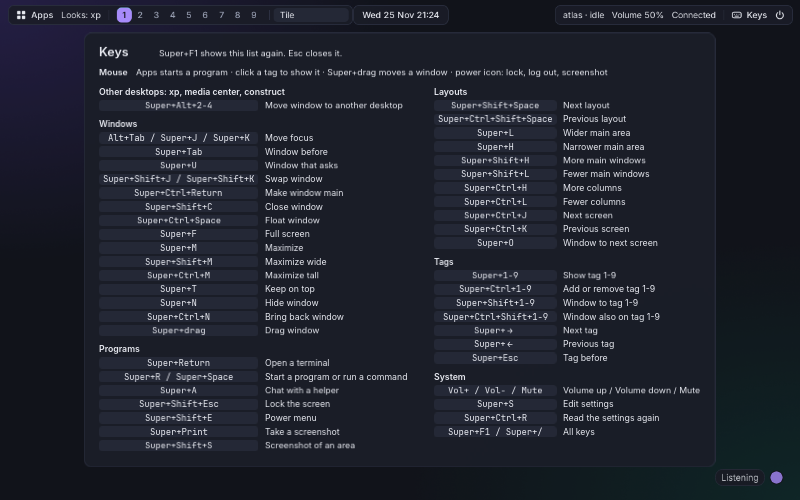 Apps Looks: xp 1 2 3 4 5 6 7 8 9 Tile Wed 25 Nov 21:24 atlas · idle Volume 50% Connected Keys
Keys Super+F1 shows this list again. Esc closes it.
Mouse Apps starts a program · click a tag to show it · Super+drag moves a window · power icon: lock, log out, screenshot
Other desktops: xp, media center, construct
Super+Alt+2-4 Move window to another desktop
Windows
Alt+Tab / Super+J / Super+K Move focus
Super+Tab Window before
Super+U Window that asks
Super+Shift+J / Super+Shift+K Swap window
Super+Ctrl+Return Make window main
Super+Shift+C Close window
Super+Ctrl+Space Float window
Super+F Full screen
Super+M Maximize
Super+Shift+M Maximize wide
Super+Ctrl+M Maximize tall
Super+T Keep on top
Super+N Hide window
Super+Ctrl+N Bring back window
Super+drag Drag window
Programs
Super+Return Open a terminal
Super+R / Super+Space Start a program or run a command
Super+A Chat with a helper
Super+Shift+Esc Lock the screen
Super+Shift+E Power menu
Super+Print Take a screenshot
Super+Shift+S Screenshot of an area
Layouts
Super+Shift+Space Next layout
Super+Ctrl+Shift+Space Previous layout
Super+L Wider main area
Super+H Narrower main area
Super+Shift+H More main windows
Super+Shift+L Fewer main windows
Super+Ctrl+H More columns
Super+Ctrl+L Fewer columns
Super+Ctrl+J Next screen
Super+Ctrl+K Previous screen
Super+O Window to next screen
Tags
Super+1-9 Show tag 1-9
Super+Ctrl+1-9 Add or remove tag 1-9
Super+Shift+1-9 Window to tag 1-9
Super+Ctrl+Shift+1-9 Window also on tag 1-9
Super+→ Next tag
Super+← Previous tag
Super+Esc Tag before
System
Vol+ / Vol- / Mute Volume up / Volume down / Mute
Super+S Edit settings
Super+Ctrl+R Read the settings again
Super+F1 / Super+/ All keys
Listening